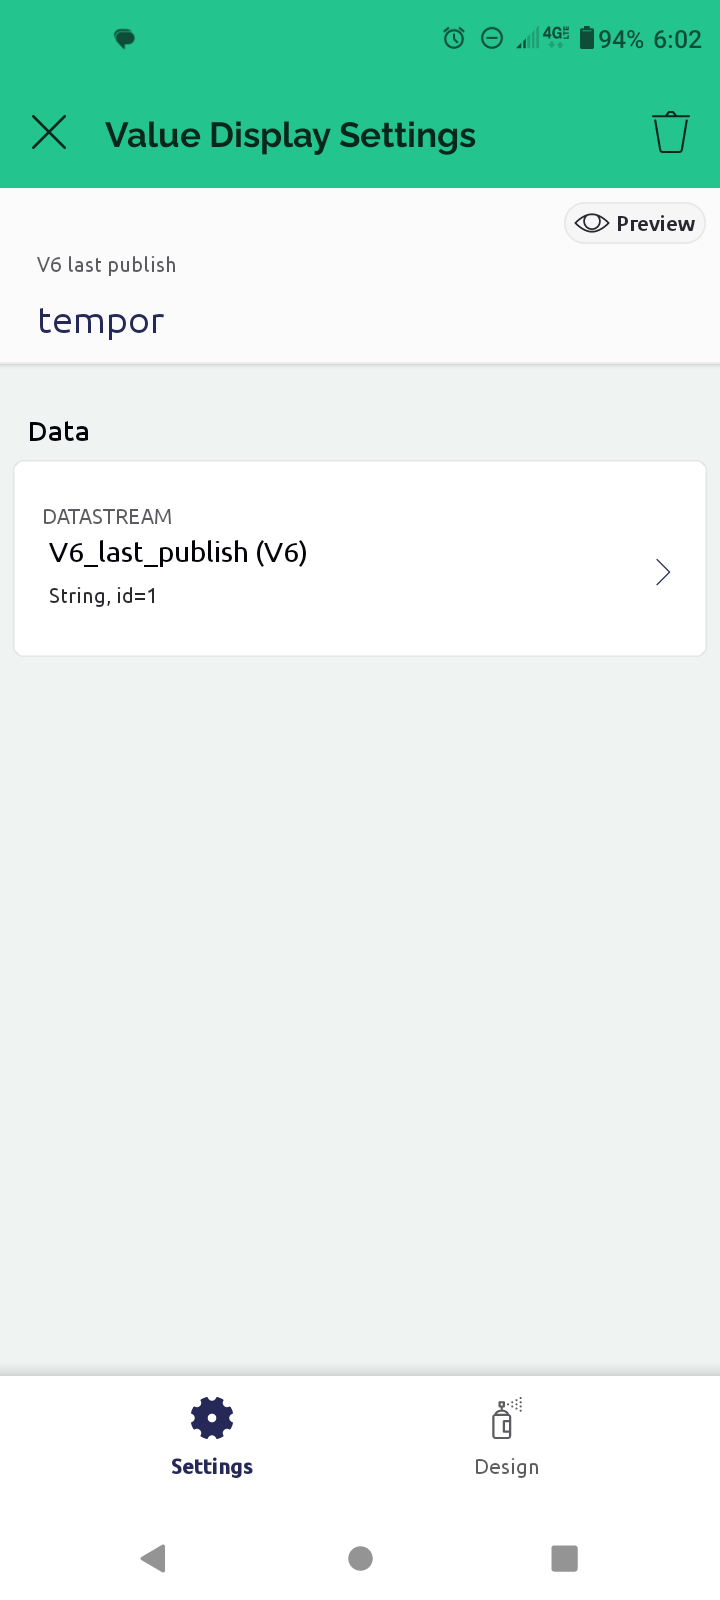 4G LTE 94% 6:02
Value Display Settings
Preview
V6 last publish
tempor
Data
DATASTREAM
V6_last_publish (V6)
String, id=1
Settings
Design